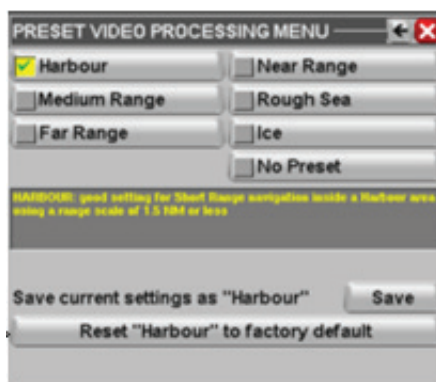 PRESET VIDEO PROCESSING MENU
Harbour
Near Range
Medium Range
Rough Sea
Far Range
Ice
No Preset
HARBOUR: good setting for Short Range navigation inside a Harbour area
using a range scale of 1.5 NM or less
Save current settings as "Harbour"
Save
Reset "Harbour" to factory default